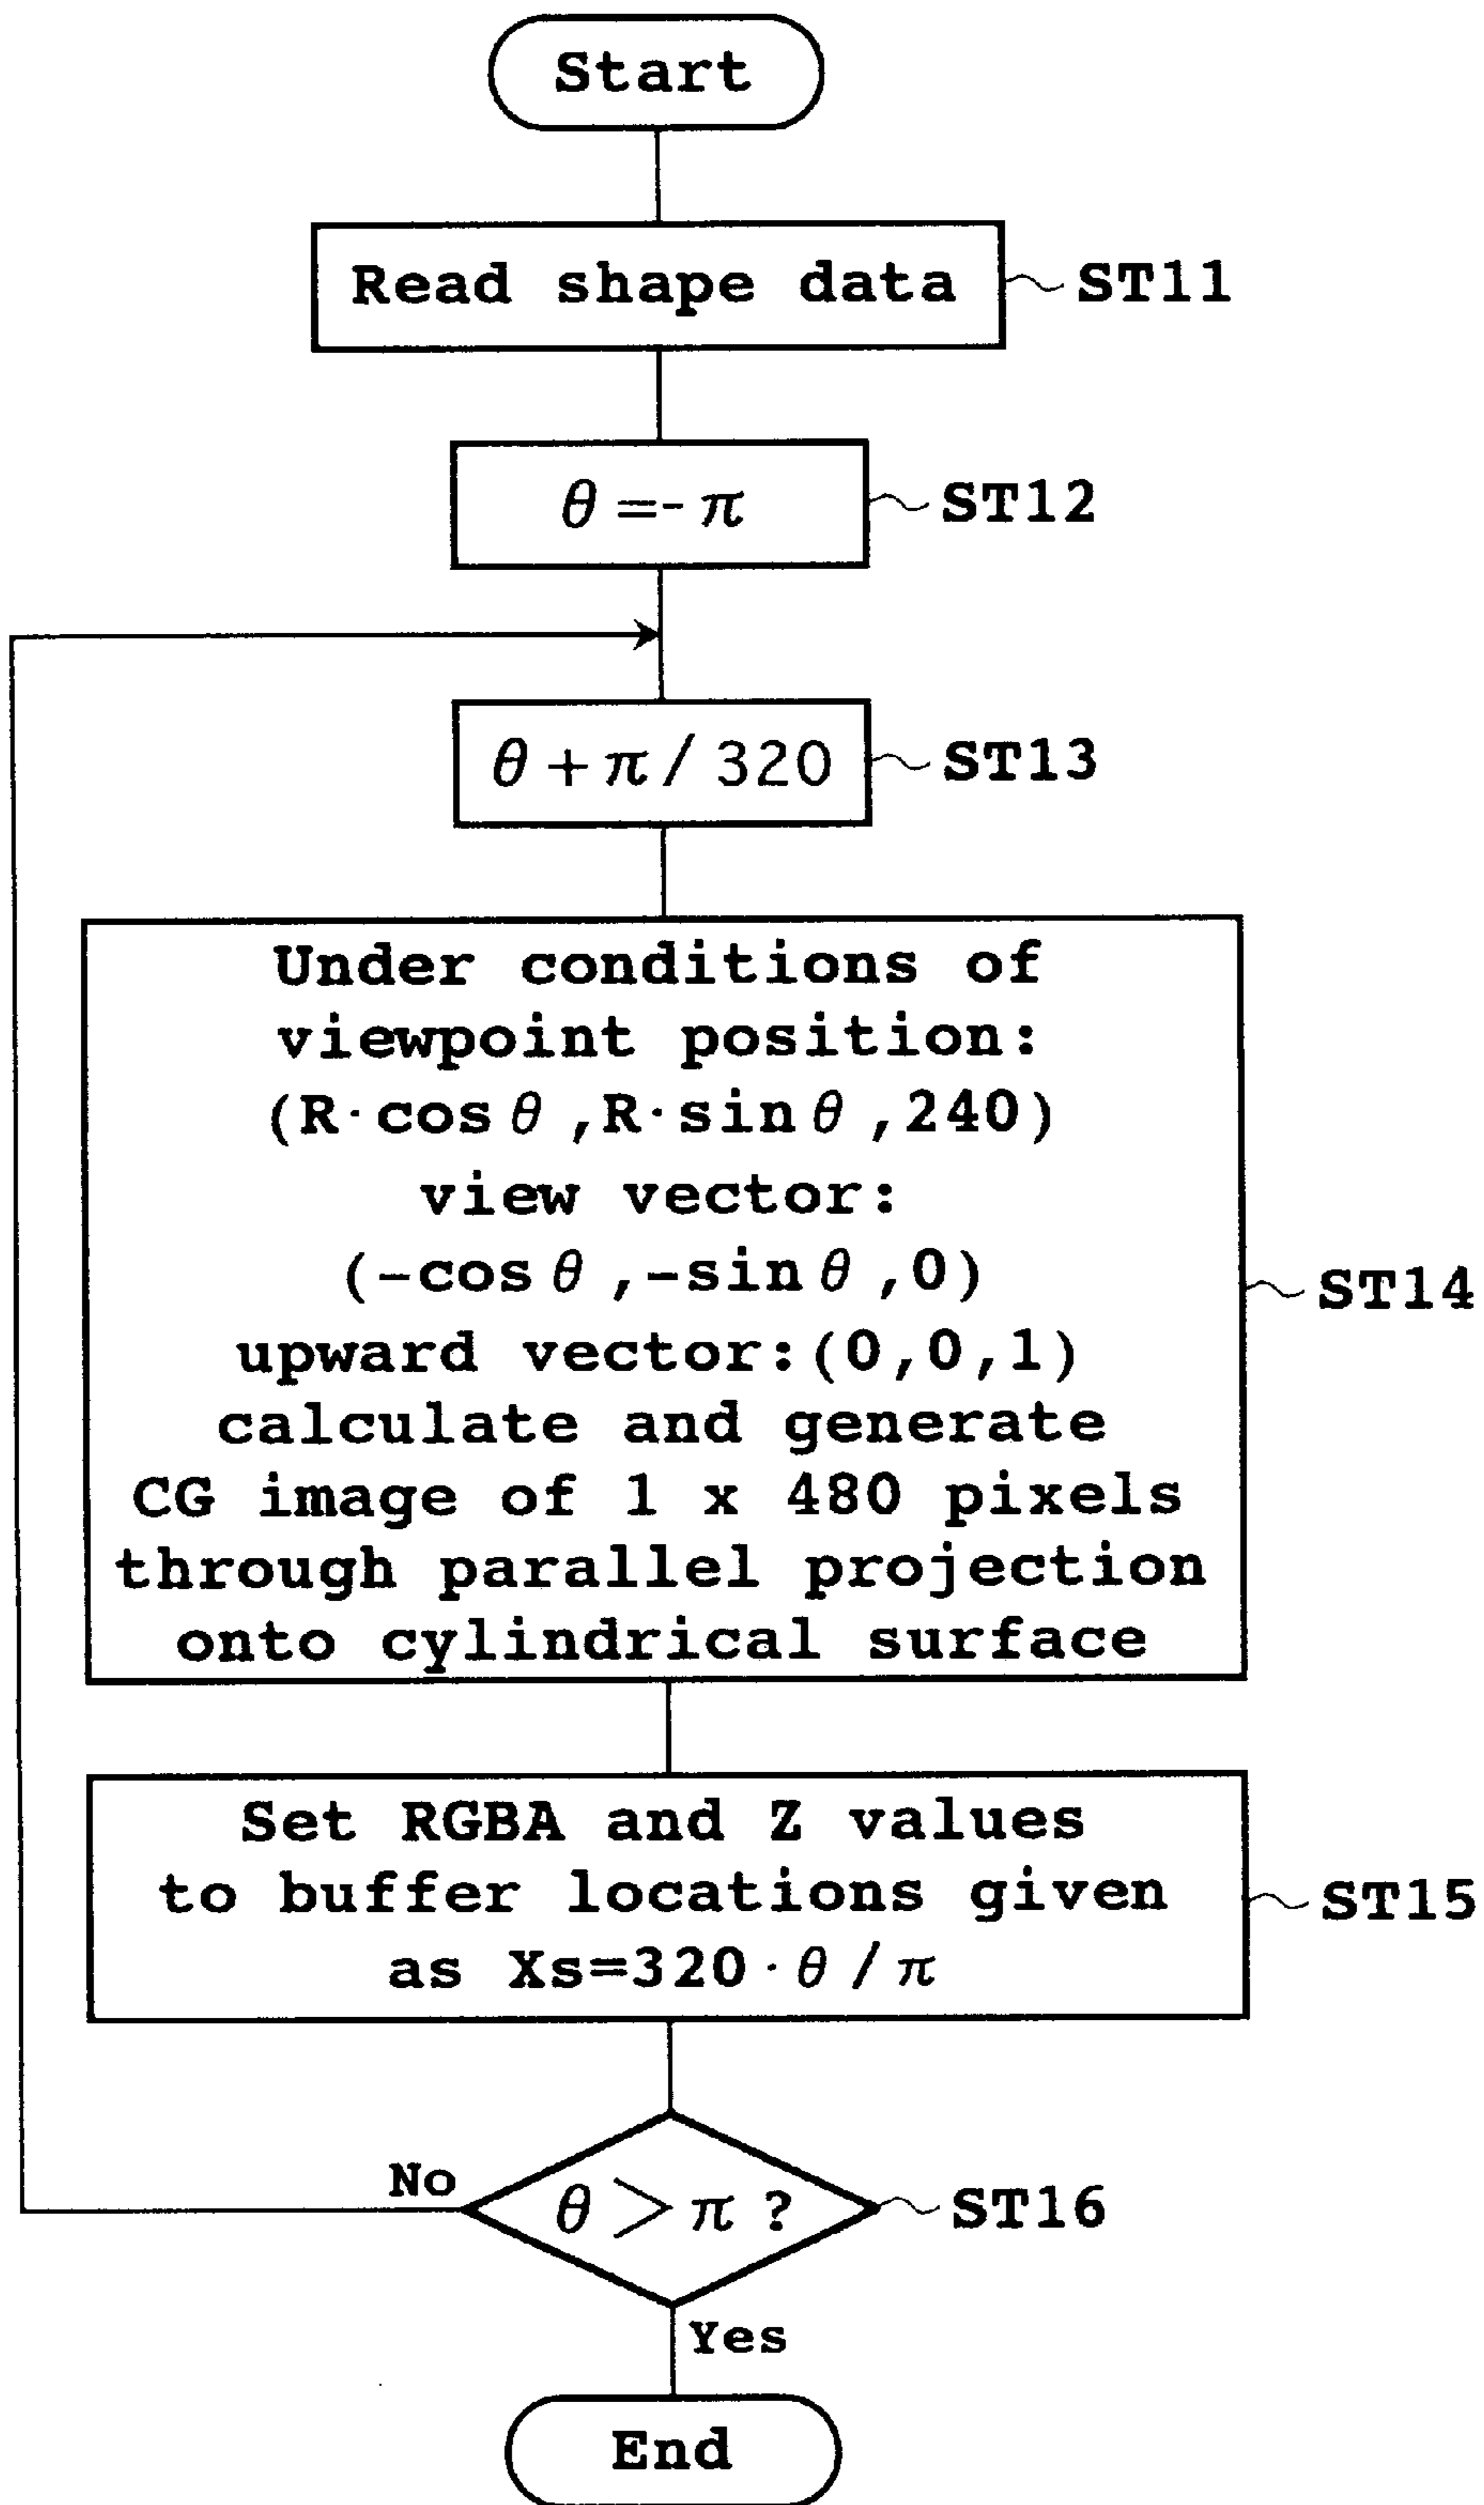 Start
Read shape data
ST11
θ=-π
ST12
θ+π/320
ST13
Under conditions of
viewpoint position:
(R·cosθ,R·sinθ,240)
view vector:
(-cosθ,-sinθ,0)
upward vector:(0,0,1)
calculate and generate
CG image of 1 x 480 pixels
through parallel projection
onto cylindrical surface
ST14
Set RGBA and Z values
to buffer locations given
as Xs=320·θ/π
ST15
No
θ>π?
ST16
Yes
End